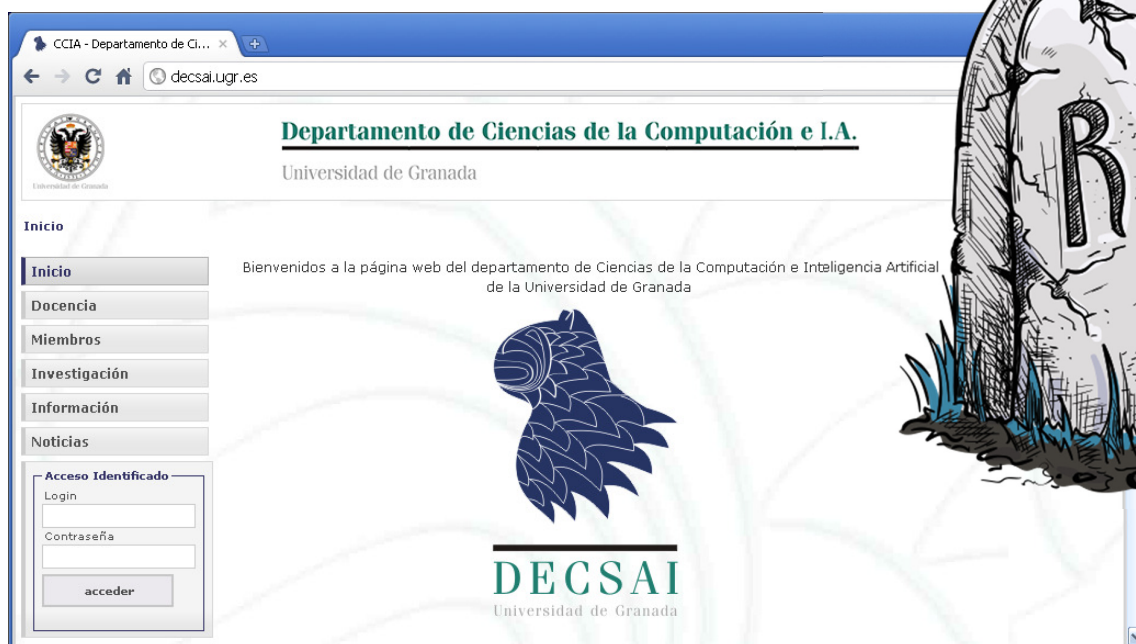 CCIA - Departamento de Ci...
decsai.ugr.es
Departamento de Ciencias de la Computación e I.A.
Universidad de Granada
Universidad de Granada
Inicio
Inicio
Docencia
Miembros
Investigación
Información
Noticias
Acceso Identificado
Login
Contraseña
acceder
Bienvenidos a la página web del departamento de Ciencias de la Computación e Inteligencia Artificial
de la Universidad de Granada
DECSAI
Universidad de Granada
R